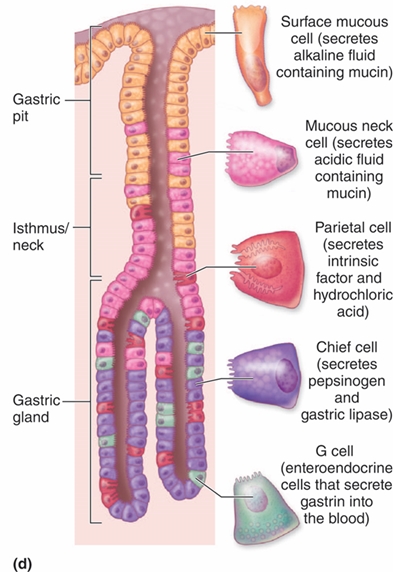 Surface mucous
cell (secretes
alkaline fluid
containing mucin)
Gastric
pit
Mucous neck
cell (secretes
acidic fluid
containing
mucin)
Isthmus/
neck
Parietal cell
(secretes
intrinsic
factor and
hydrochloric
acid)
Chief cell
(secretes
pepsinogen
and
gastric lipase)
Gastric
gland
G cell
(enteroendocrine
cells that secrete
gastrin into
the blood)
(d)